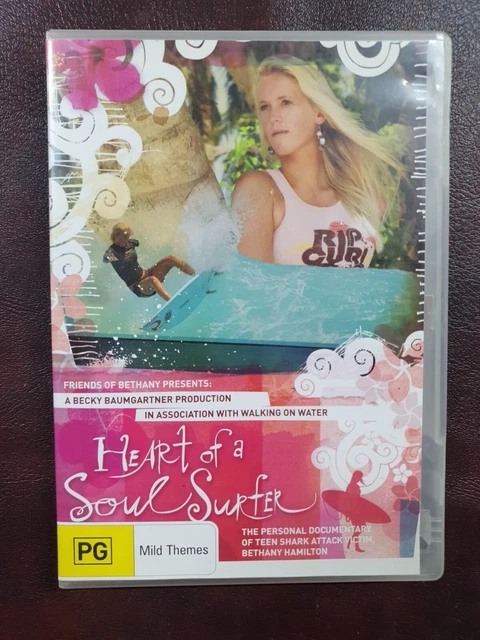 RIP
CURL
FRIENDS OF BETHANY PRESENTS:
A BECKY BAUMGARTNER PRODUCTION
IN ASSOCIATION WITH WALKING ON WATER
HEART of a
Soul SurfER
PG
Mild Themes
THE PERSONAL DOCUMENTARY
OF TEEN SHARK ATTACK VICTIM,
BETHANY HAMILTON